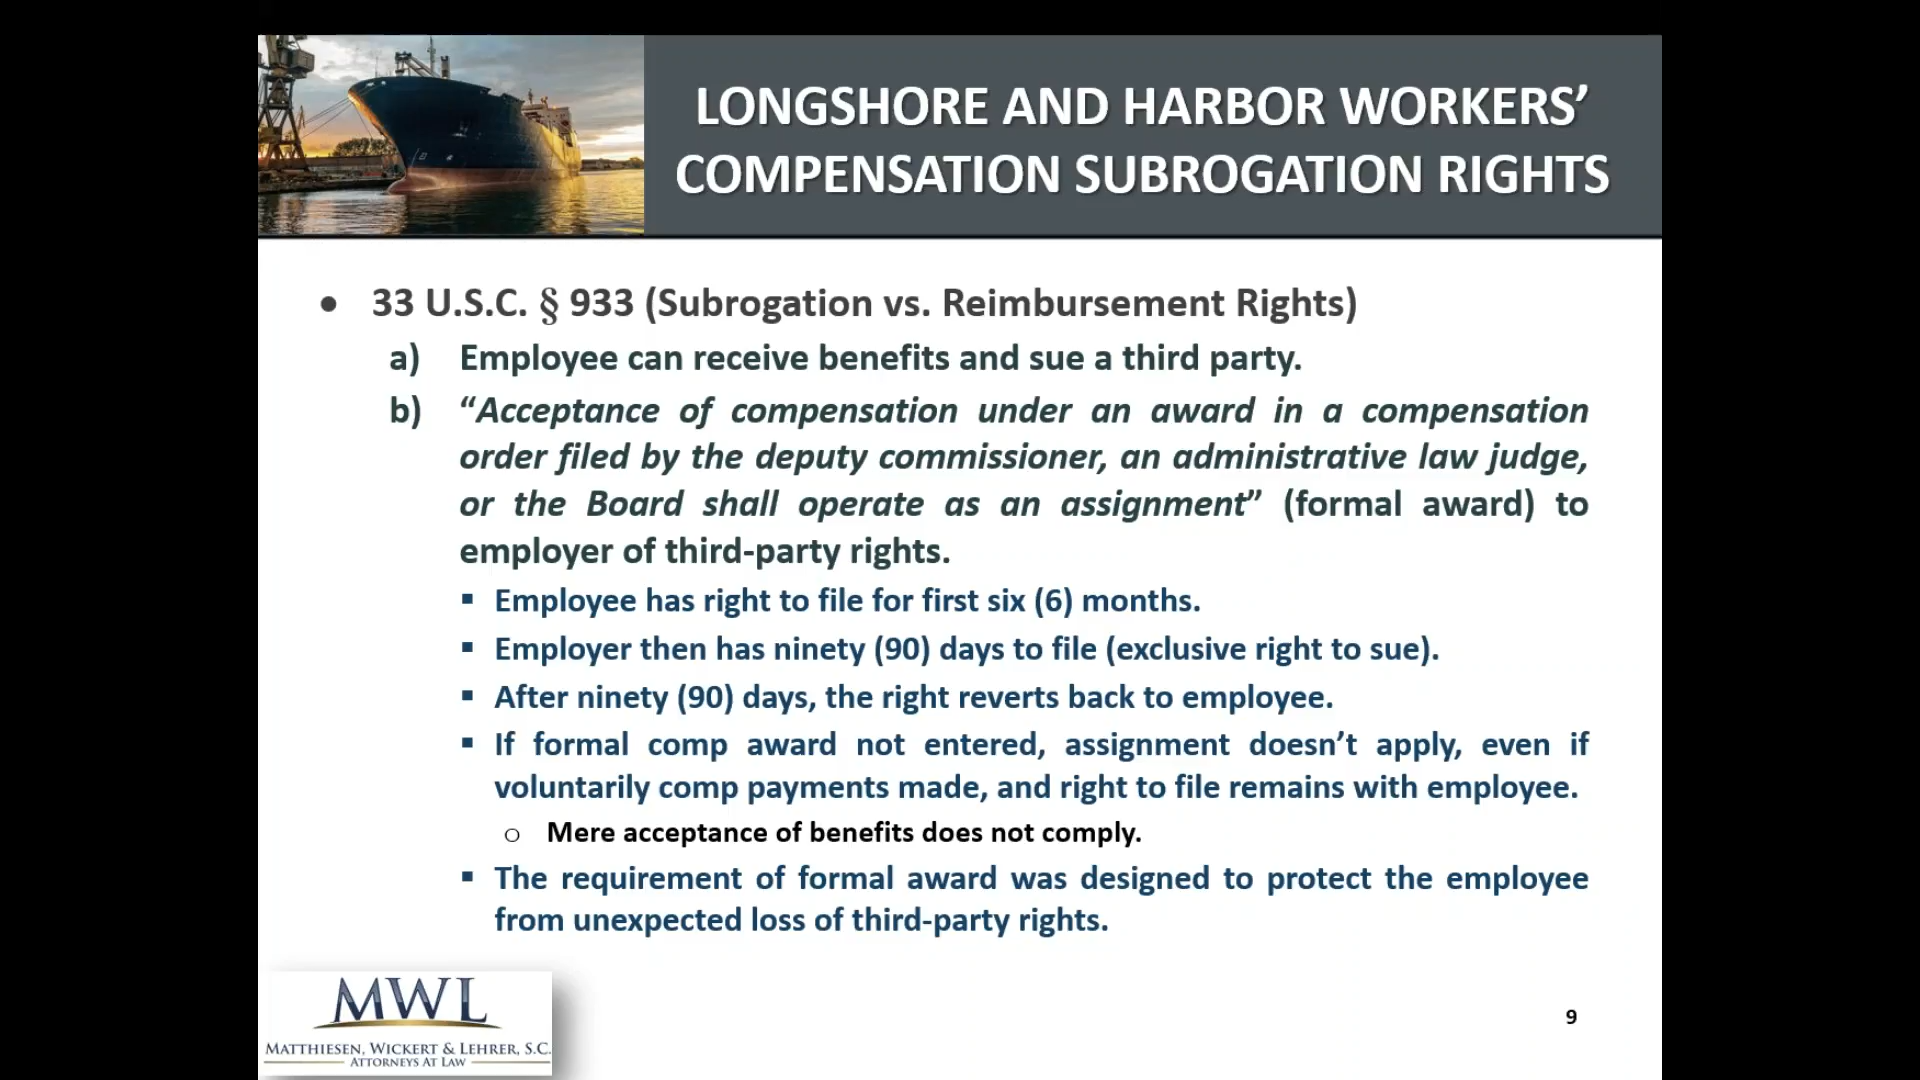 LONGSHORE AND HARBOR WORKERS’
COMPENSATION SUBROGATION RIGHTS
• 33 U.S.C. § 933 (Subrogation vs. Reimbursement Rights)
a) Employee can receive benefits and sue a third party.
b) “Acceptance of compensation under an award in a compensation
order filed by the deputy commissioner, an administrative law judge,
or the Board shall operate as an assignment” (formal award) to
employer of third-party rights.
▪ Employee has right to file for first six (6) months.
▪ Employer then has ninety (90) days to file (exclusive right to sue).
▪ After ninety (90) days, the right reverts back to employee.
▪ If formal comp award not entered, assignment doesn’t apply, even if
voluntarily comp payments made, and right to file remains with employee.
o Mere acceptance of benefits does not comply.
▪ The requirement of formal award was designed to protect the employee
from unexpected loss of third-party rights.
MWL
MATTHIESEN, WICKERT & LEHRER, S.C.
ATTORNEYS AT LAW
9